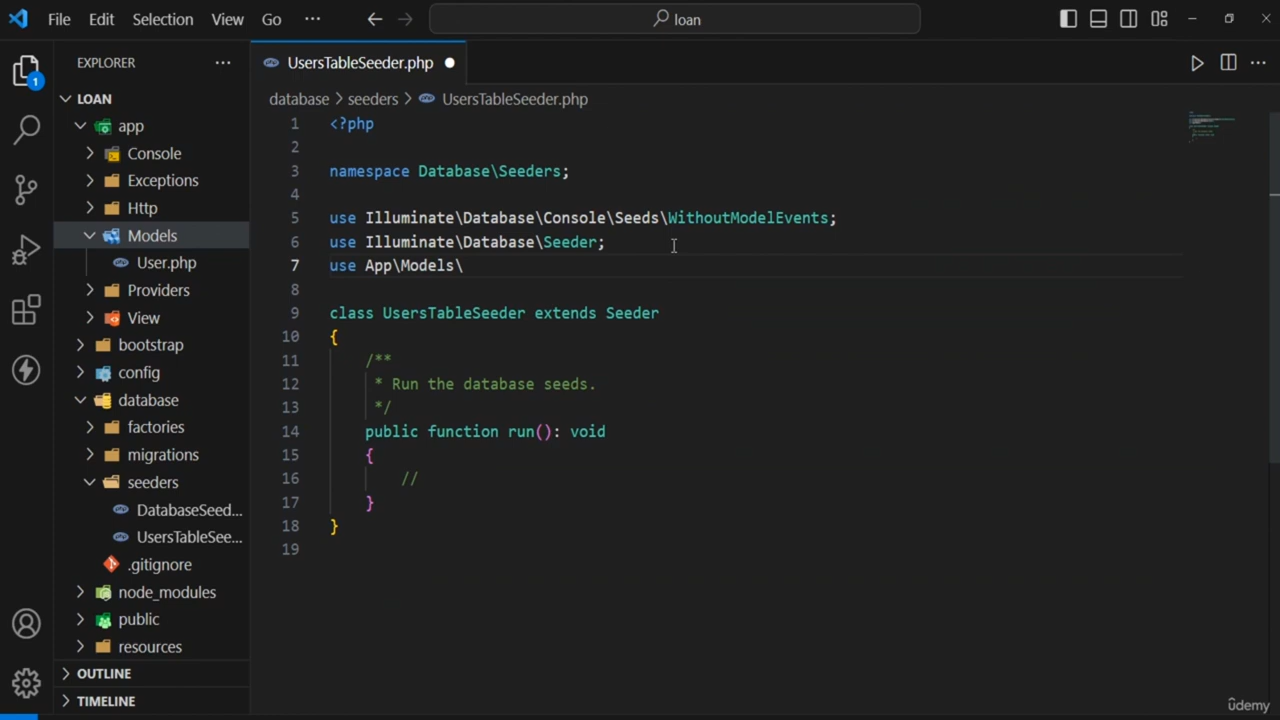 File Edit Selection View Go ··· loan
EXPLORER ···
LOAN
app
Console
Exceptions
Http
Models
User.php
Providers
View
bootstrap
config
database
factories
migrations
seeders
DatabaseSeed...
UsersTableSee...
.gitignore
node_modules
public
resources
OUTLINE
TIMELINE
1
UsersTableSeeder.php
database > seeders > UsersTableSeeder.php
1 <?php
2
3 namespace Database\Seeders;
4
5 use Illuminate\Database\Console\Seeds\WithoutModelEvents;
6 use Illuminate\Database\Seeder;
7 use App\Models\
8
9 class UsersTableSeeder extends Seeder
10 {
11 /**
12 * Run the database seeds.
13 */
14 public function run(): void
15 {
16 //
17 }
18 }
19
ûdemy